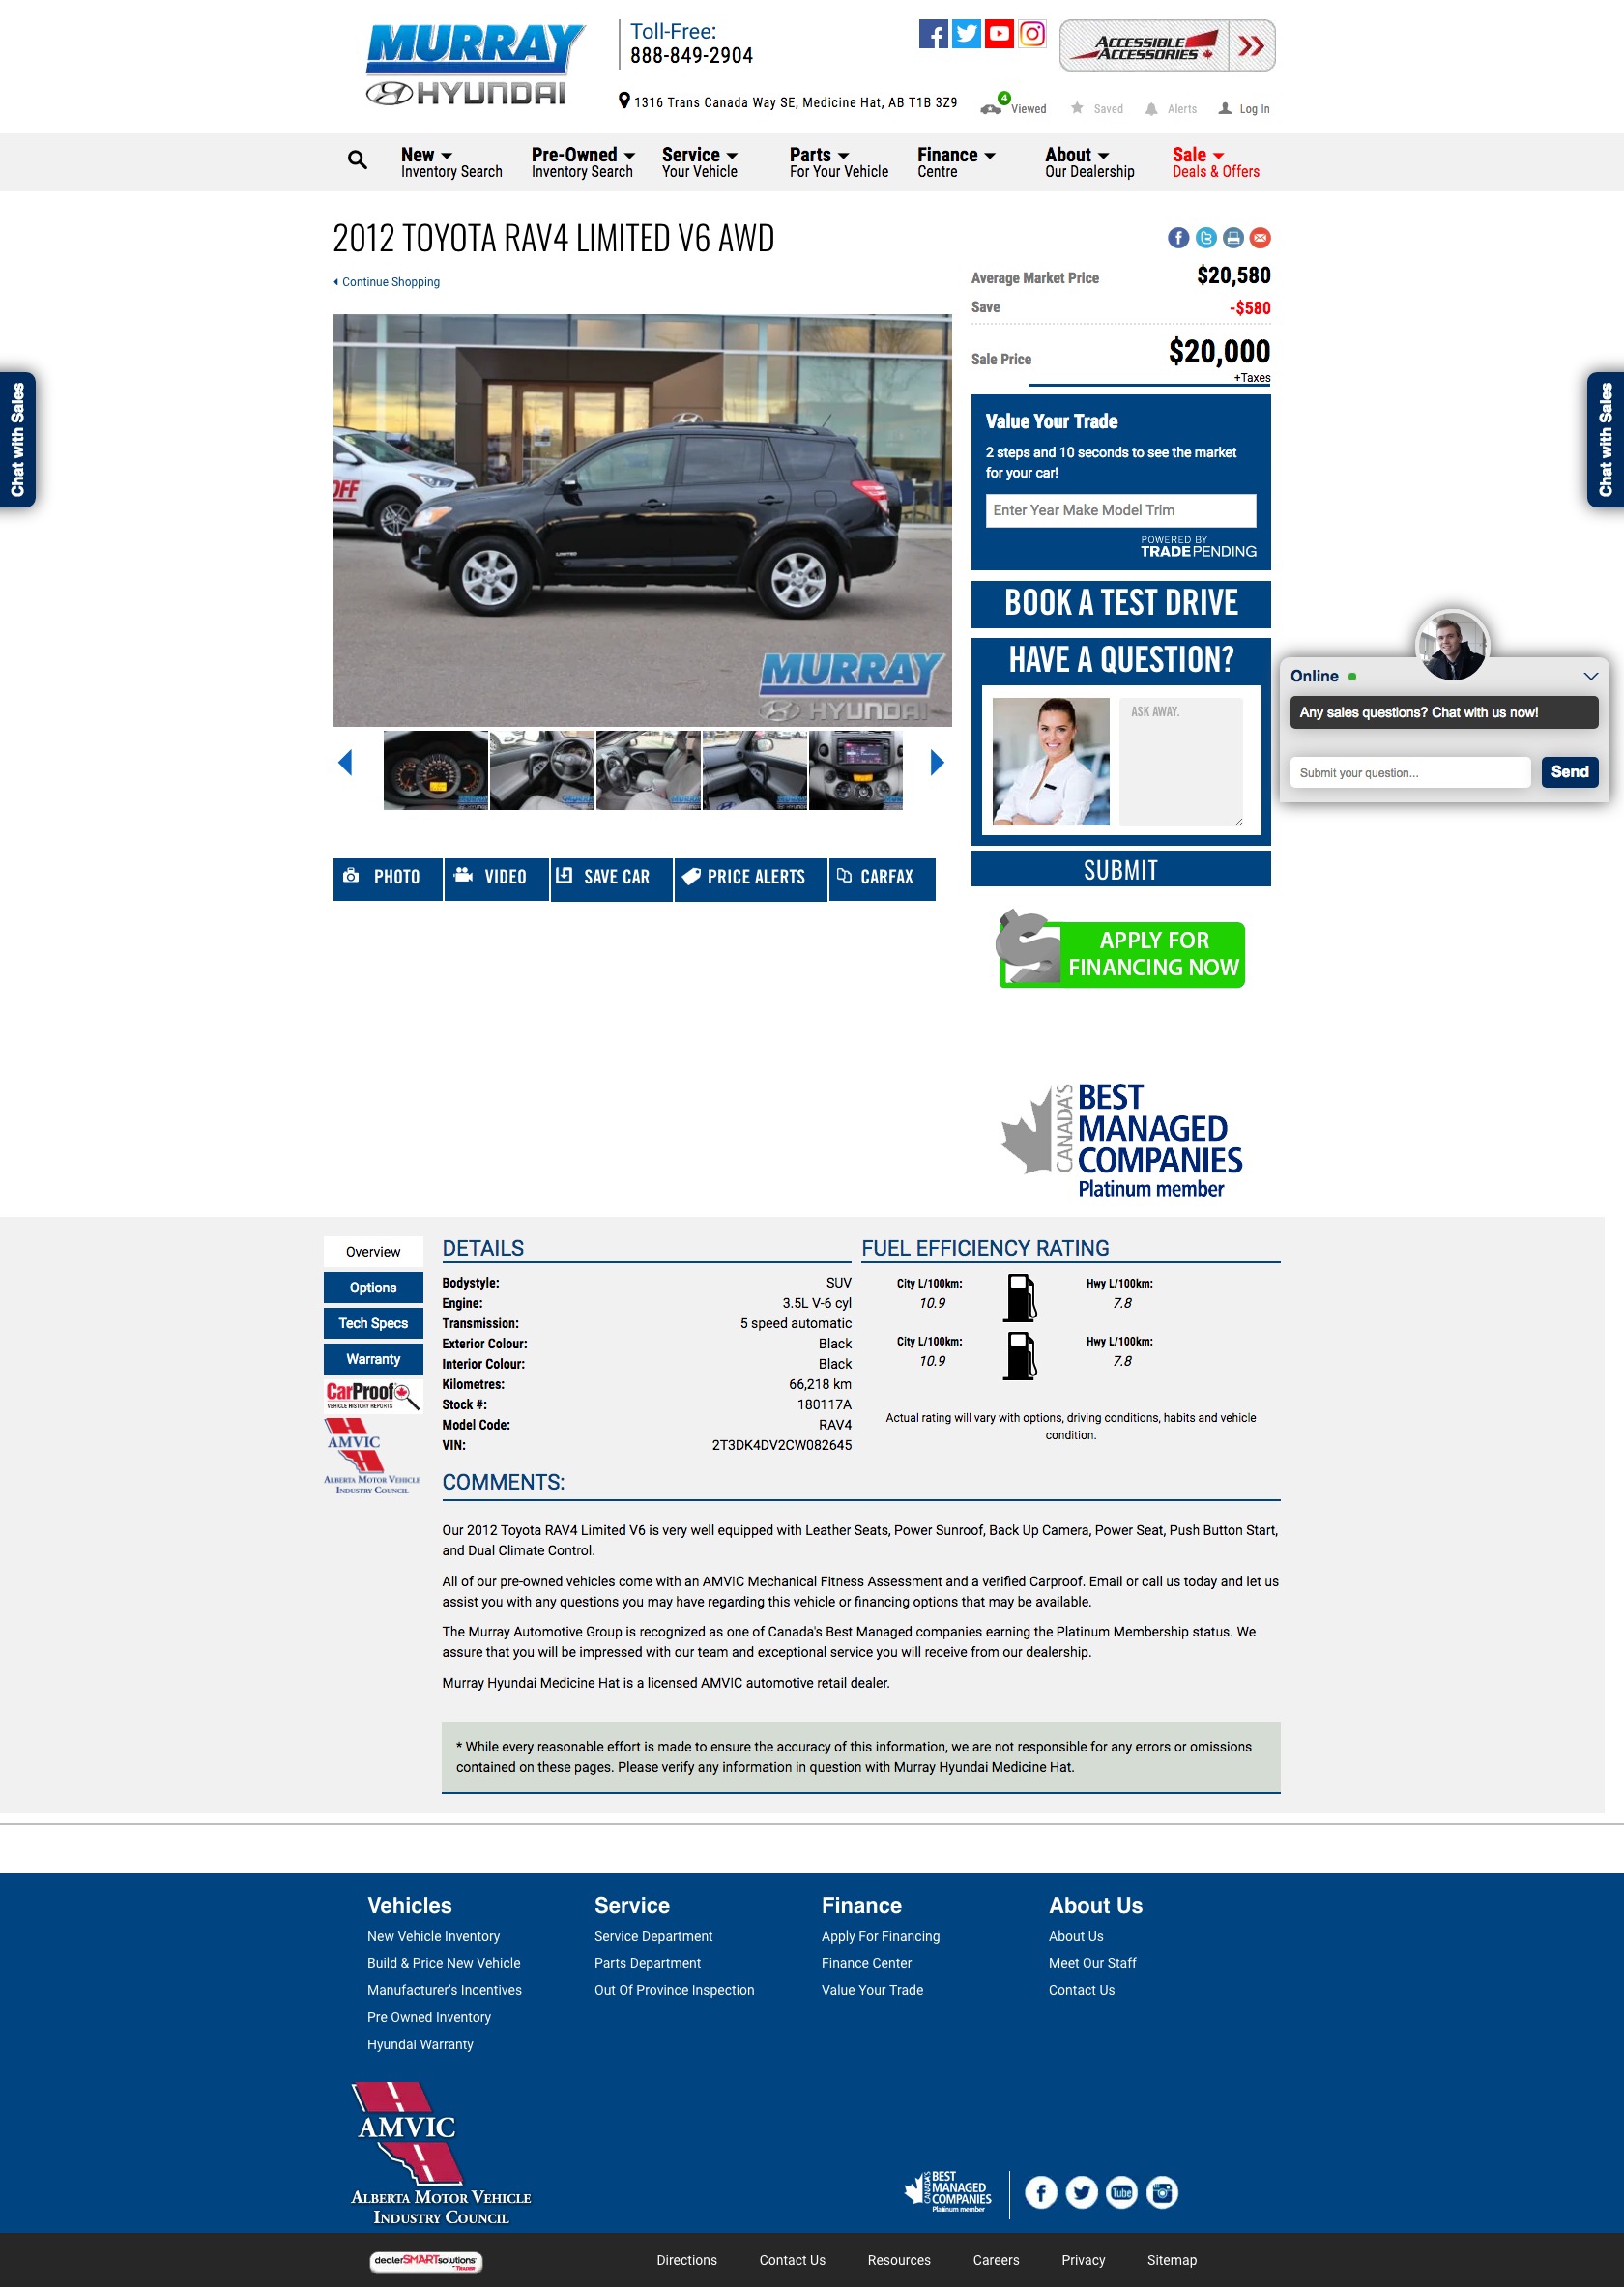 MURRAY
HYUNDAI
Toll-Free:
888-849-2904
1316 Trans Canada Way SE, Medicine Hat, AB T1B 3Z9
ACCESSIBLE
ACCESSORIES
4
Viewed
Saved
Alerts
Log In
New
Inventory Search
Pre-Owned
Inventory Search
Service
Your Vehicle
Parts
For Your Vehicle
Finance
Centre
About
Our Dealership
Sale
Deals & Offers
2012 TOYOTA RAV4 LIMITED V6 AWD
Continue Shopping
Average Market Price $20,580
Save -$580
Sale Price $20,000
+Taxes
Chat with Sales
Chat with Sales
OFF
MURRAY
HYUNDAI
Value Your Trade
2 steps and 10 seconds to see the market
for your car!
Enter Year Make Model Trim
POWERED BY
TRADEPENDING
BOOK A TEST DRIVE
HAVE A QUESTION?
ASK AWAY.
SUBMIT
Online
Any sales questions? Chat with us now!
Submit your question...
Send
PHOTO
VIDEO
SAVE CAR
PRICE ALERTS
CARFAX
APPLY FOR
FINANCING NOW
CANADA'S
BEST
MANAGED
COMPANIES
Platinum member
Overview
Options
Tech Specs
Warranty
CarProof
VEHICLE HISTORY REPORTS
AMVIC
ALBERTA MOTOR VEHICLE
INDUSTRY COUNCIL
DETAILS
Bodystyle: SUV
Engine: 3.5L V-6 cyl
Transmission: 5 speed automatic
Exterior Colour: Black
Interior Colour: Black
Kilometres: 66,218 km
Stock #: 180117A
Model Code: RAV4
VIN: 2T3DK4DV2CW082645
FUEL EFFICIENCY RATING
City L/100km: Hwy L/100km:
10.9 7.8
City L/100km: Hwy L/100km:
10.9 7.8
Actual rating will vary with options, driving conditions, habits and vehicle
condition.
COMMENTS:
Our 2012 Toyota RAV4 Limited V6 is very well equipped with Leather Seats, Power Sunroof, Back Up Camera, Power Seat, Push Button Start,
and Dual Climate Control.
All of our pre-owned vehicles come with an AMVIC Mechanical Fitness Assessment and a verified Carproof. Email or call us today and let us
assist you with any questions you may have regarding this vehicle or financing options that may be available.
The Murray Automotive Group is recognized as one of Canada's Best Managed companies earning the Platinum Membership status. We
assure that you will be impressed with our team and exceptional service you will receive from our dealership.
Murray Hyundai Medicine Hat is a licensed AMVIC automotive retail dealer.
* While every reasonable effort is made to ensure the accuracy of this information, we are not responsible for any errors or omissions
contained on these pages. Please verify any information in question with Murray Hyundai Medicine Hat.
Vehicles
New Vehicle Inventory
Build & Price New Vehicle
Manufacturer's Incentives
Pre Owned Inventory
Hyundai Warranty
Service
Service Department
Parts Department
Out Of Province Inspection
Finance
Apply For Financing
Finance Center
Value Your Trade
About Us
About Us
Meet Our Staff
Contact Us
AMVIC
ALBERTA MOTOR VEHICLE
INDUSTRY COUNCIL
CANADA'S
BEST
MANAGED
COMPANIES
Platinum member
Tube
dealerSMARTsolutions
Directions
Contact Us
Resources
Careers
Privacy
Sitemap